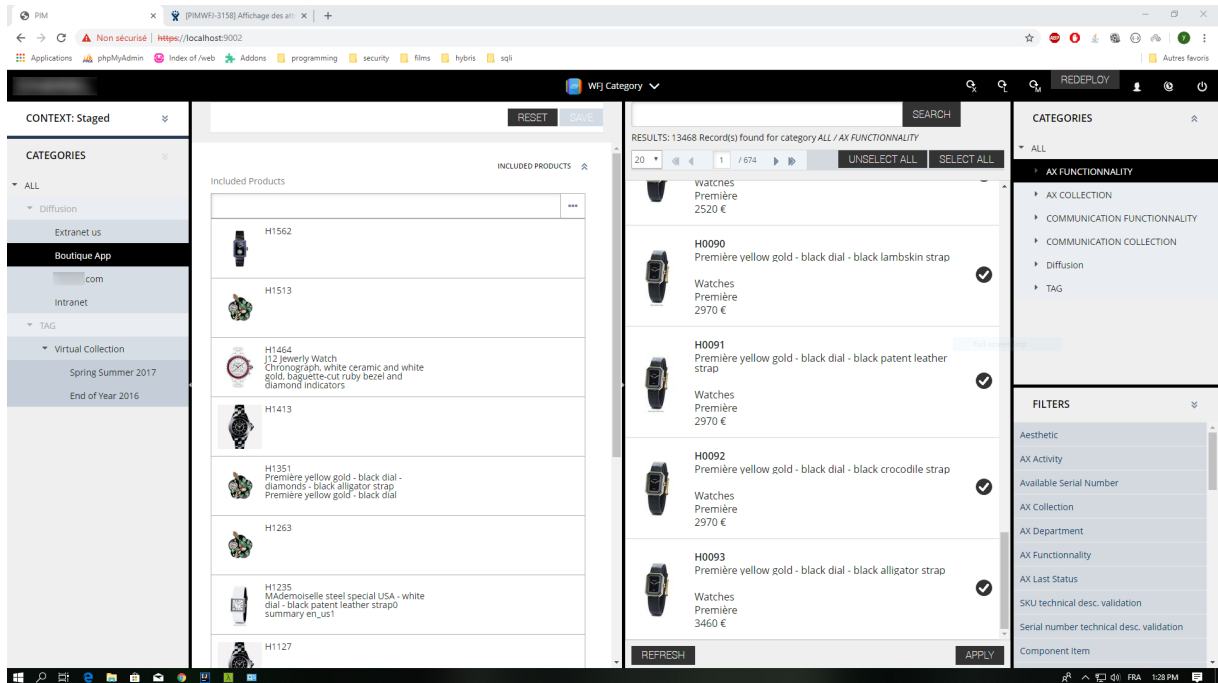 PIM
[PIMWFJ-3158] Affichage des att
Non sécurisé
https://localhost:9002
Applications
phpMyAdmin
Index of /web
Addons
programming
security
films
hybris
sqli
Autres favoris
WFJ Category
REDEPLOY
CONTEXT: Staged
CATEGORIES
ALL
Diffusion
Extranet us
Boutique App
com
Intranet
TAG
Virtual Collection
Spring Summer 2017
End of Year 2016
RESET
SAVE
INCLUDED PRODUCTS
Included Products
H1562
H1513
H1464
J12 Jewerly Watch
Chronograph, white ceramic and white
gold, baguette-cut ruby bezel and
diamond indicators
H1413
H1351
Première yellow gold - black dial -
diamonds - black alligator strap
Première yellow gold - black dial
H1263
H1235
MAdemoiselle steel special USA - white
dial - black patent leather strap0
summary en_us1
H1127
SEARCH
RESULTS: 13468 Record(s) found for category ALL / AX FUNCTIONNALITY
20
1
/ 674
UNSELECT ALL
SELECT ALL
Watches
Première
2520 €
H0090
Première yellow gold - black dial - black lambskin strap
Watches
Première
2970 €
H0091
Première yellow gold - black dial - black patent leather
strap
Watches
Première
2970 €
H0092
Première yellow gold - black dial - black crocodile strap
Watches
Première
2970 €
H0093
Première yellow gold - black dial - black alligator strap
Watches
Première
3460 €
REFRESH
APPLY
CATEGORIES
ALL
AX FUNCTIONNALITY
AX COLLECTION
COMMUNICATION FUNCTIONNALITY
COMMUNICATION COLLECTION
Diffusion
TAG
FILTERS
Aesthetic
AX Activity
Available Serial Number
AX Collection
AX Department
AX Functionnality
AX Last Status
SKU technical desc. validation
Serial number technical desc. validation
Component Item
FRA
1:28 PM